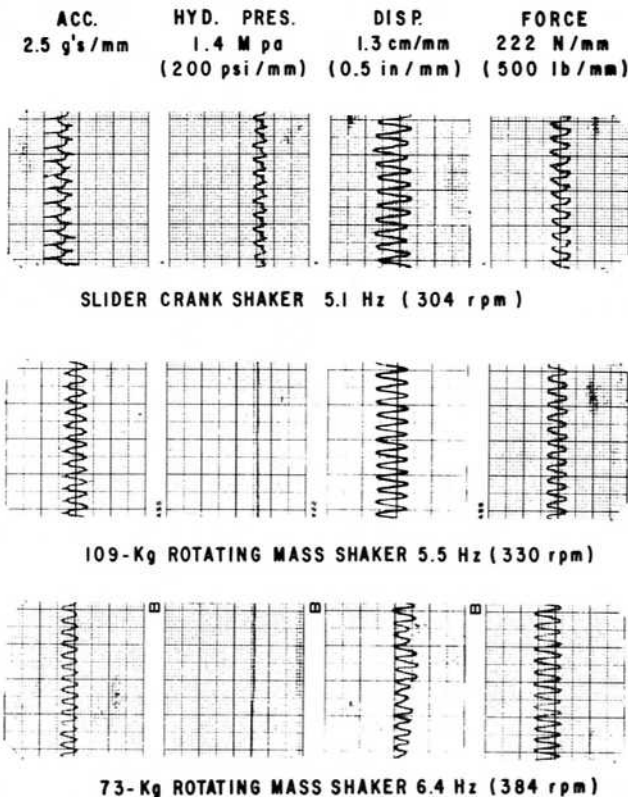 ACC. HYD. PRES. DISP. FORCE
2.5 g's/mm 1.4 M pa 1.3 cm/mm 222 N/mm
(200 psi/mm) (0.5 in/mm) (500 lb/mm)
SLIDER CRANK SHAKER 5.1 Hz (304 rpm)
109-Kg ROTATING MASS SHAKER 5.5 Hz (330 rpm)
73-Kg ROTATING MASS SHAKER 6.4 Hz (384 rpm)